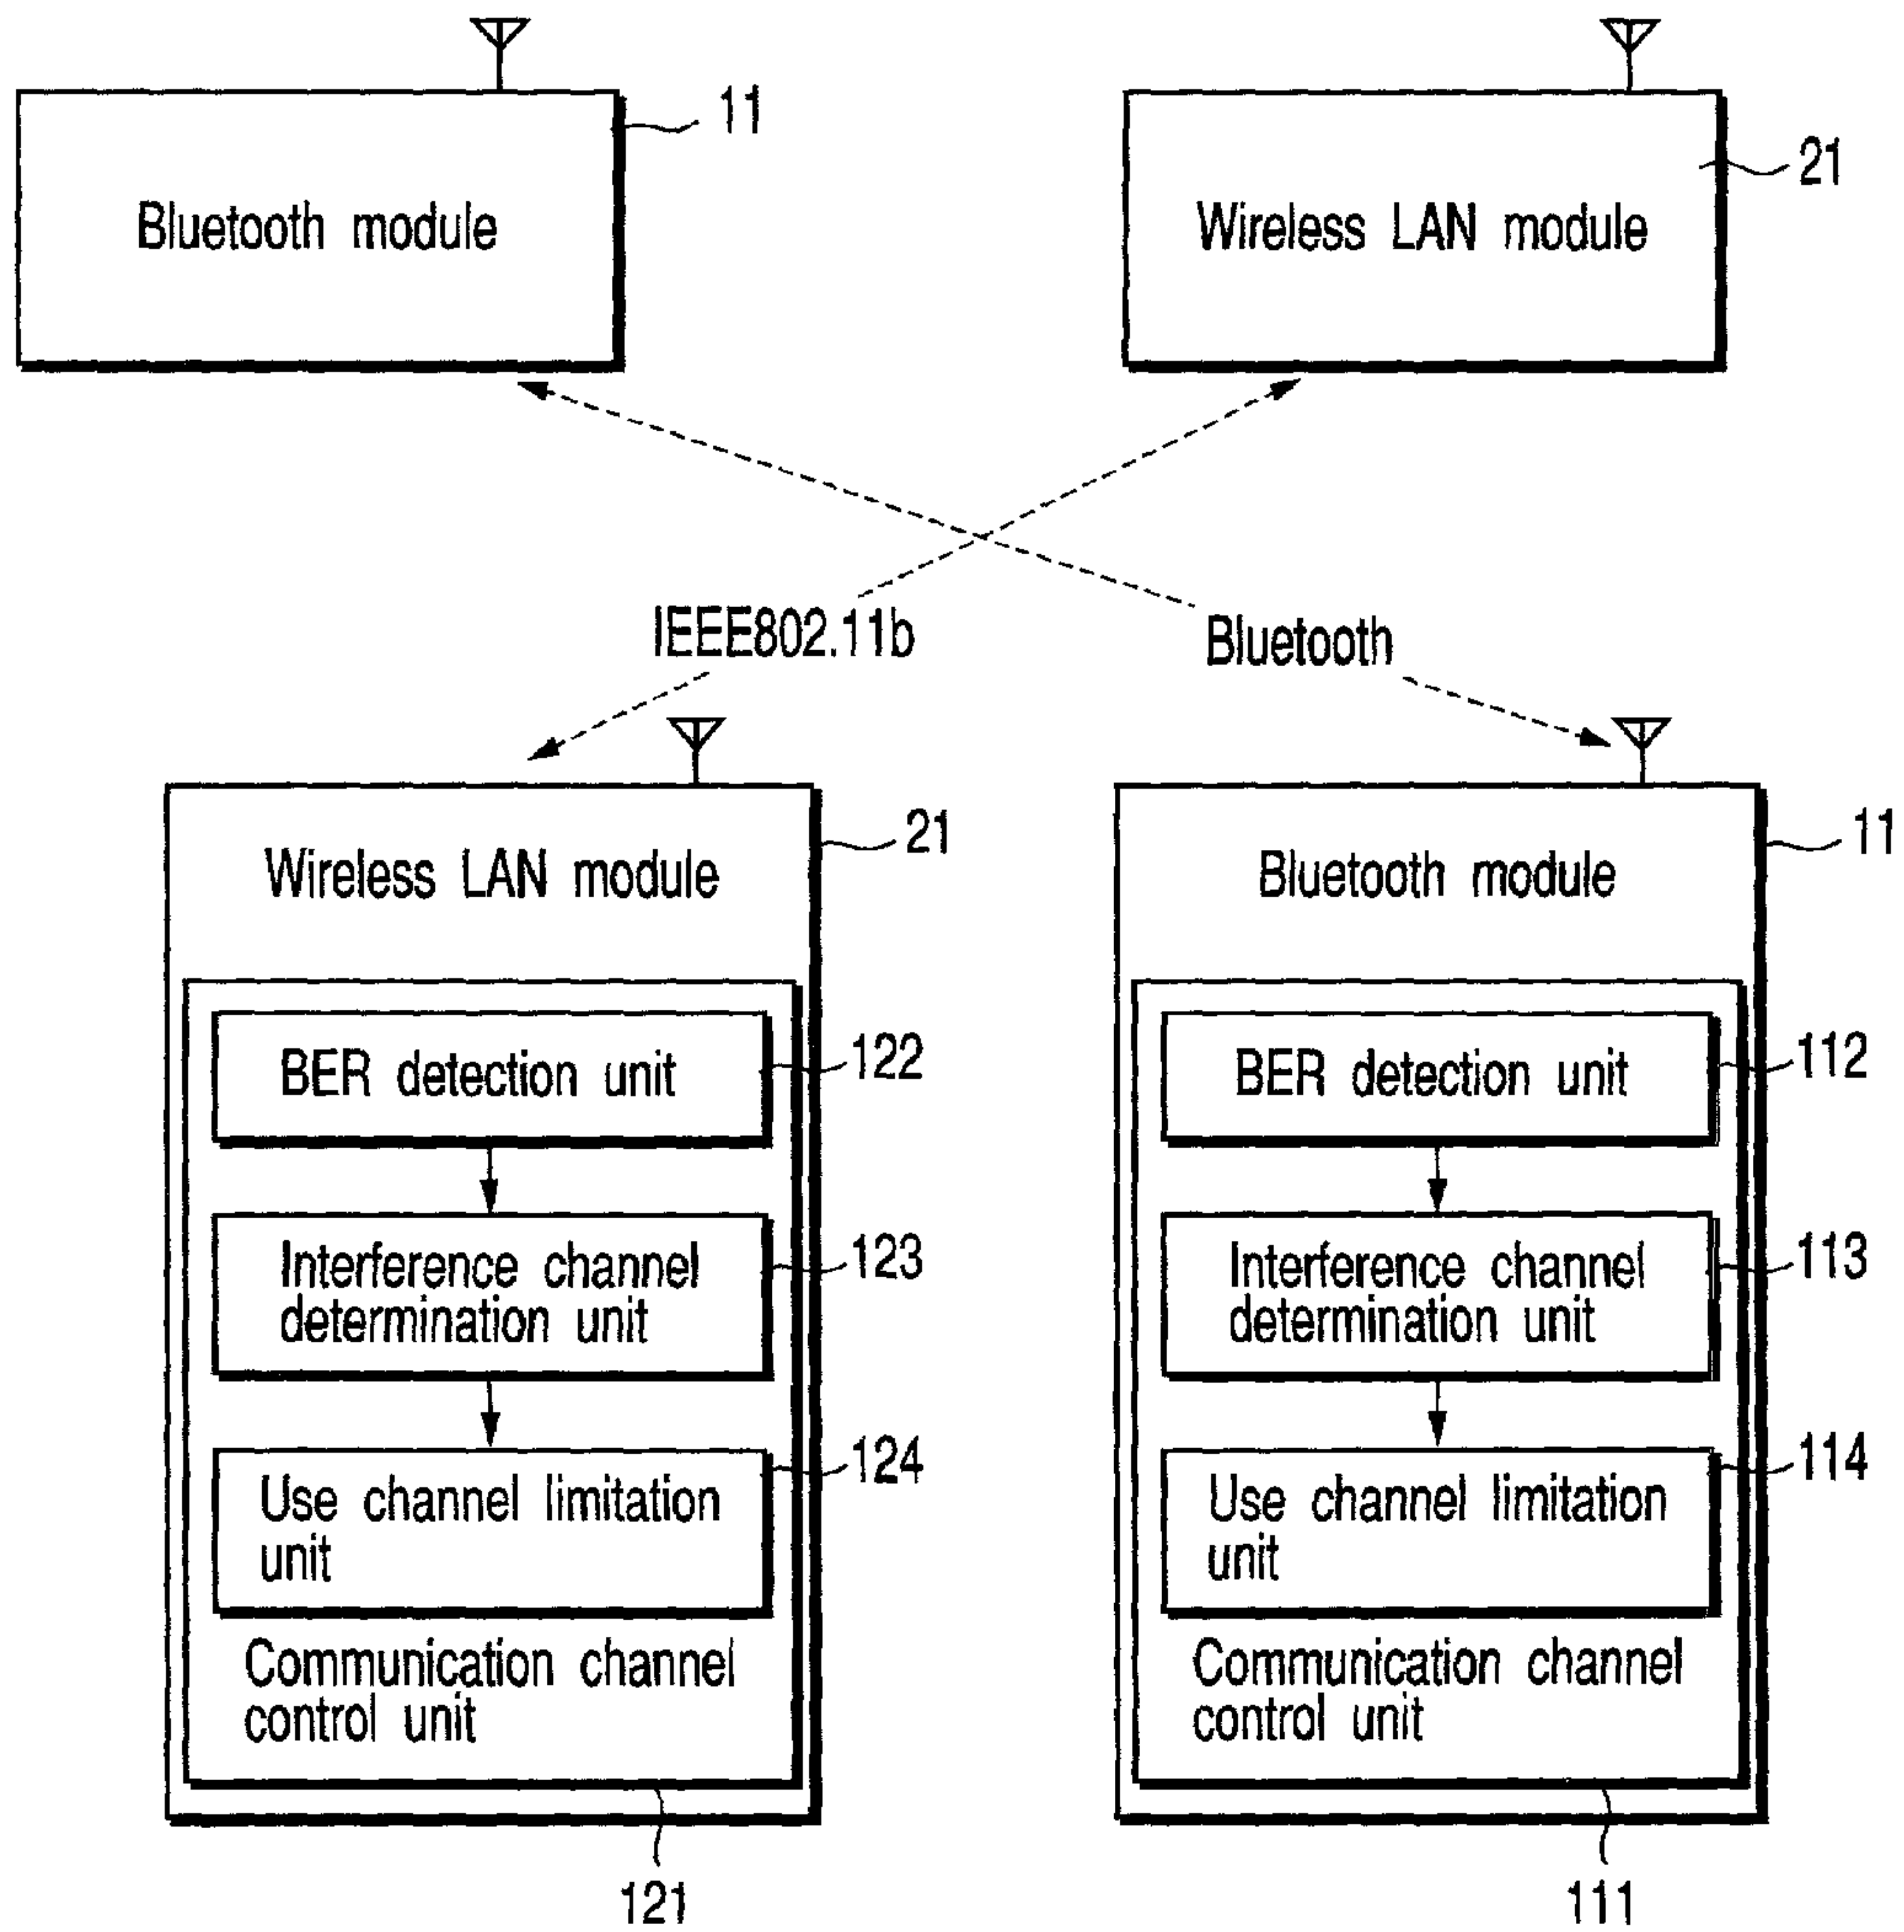 11
Bluetooth module
21
Wireless LAN module
IEEE802.11b
Bluetooth
21
Wireless LAN module
BER detection unit
122
Interference channel
determination unit
123
Use channel limitation
unit
124
Communication channel
control unit
121
11
Bluetooth module
BER detection unit
112
Interference channel
determination unit
113
Use channel limitation
unit
114
Communication channel
control unit
111